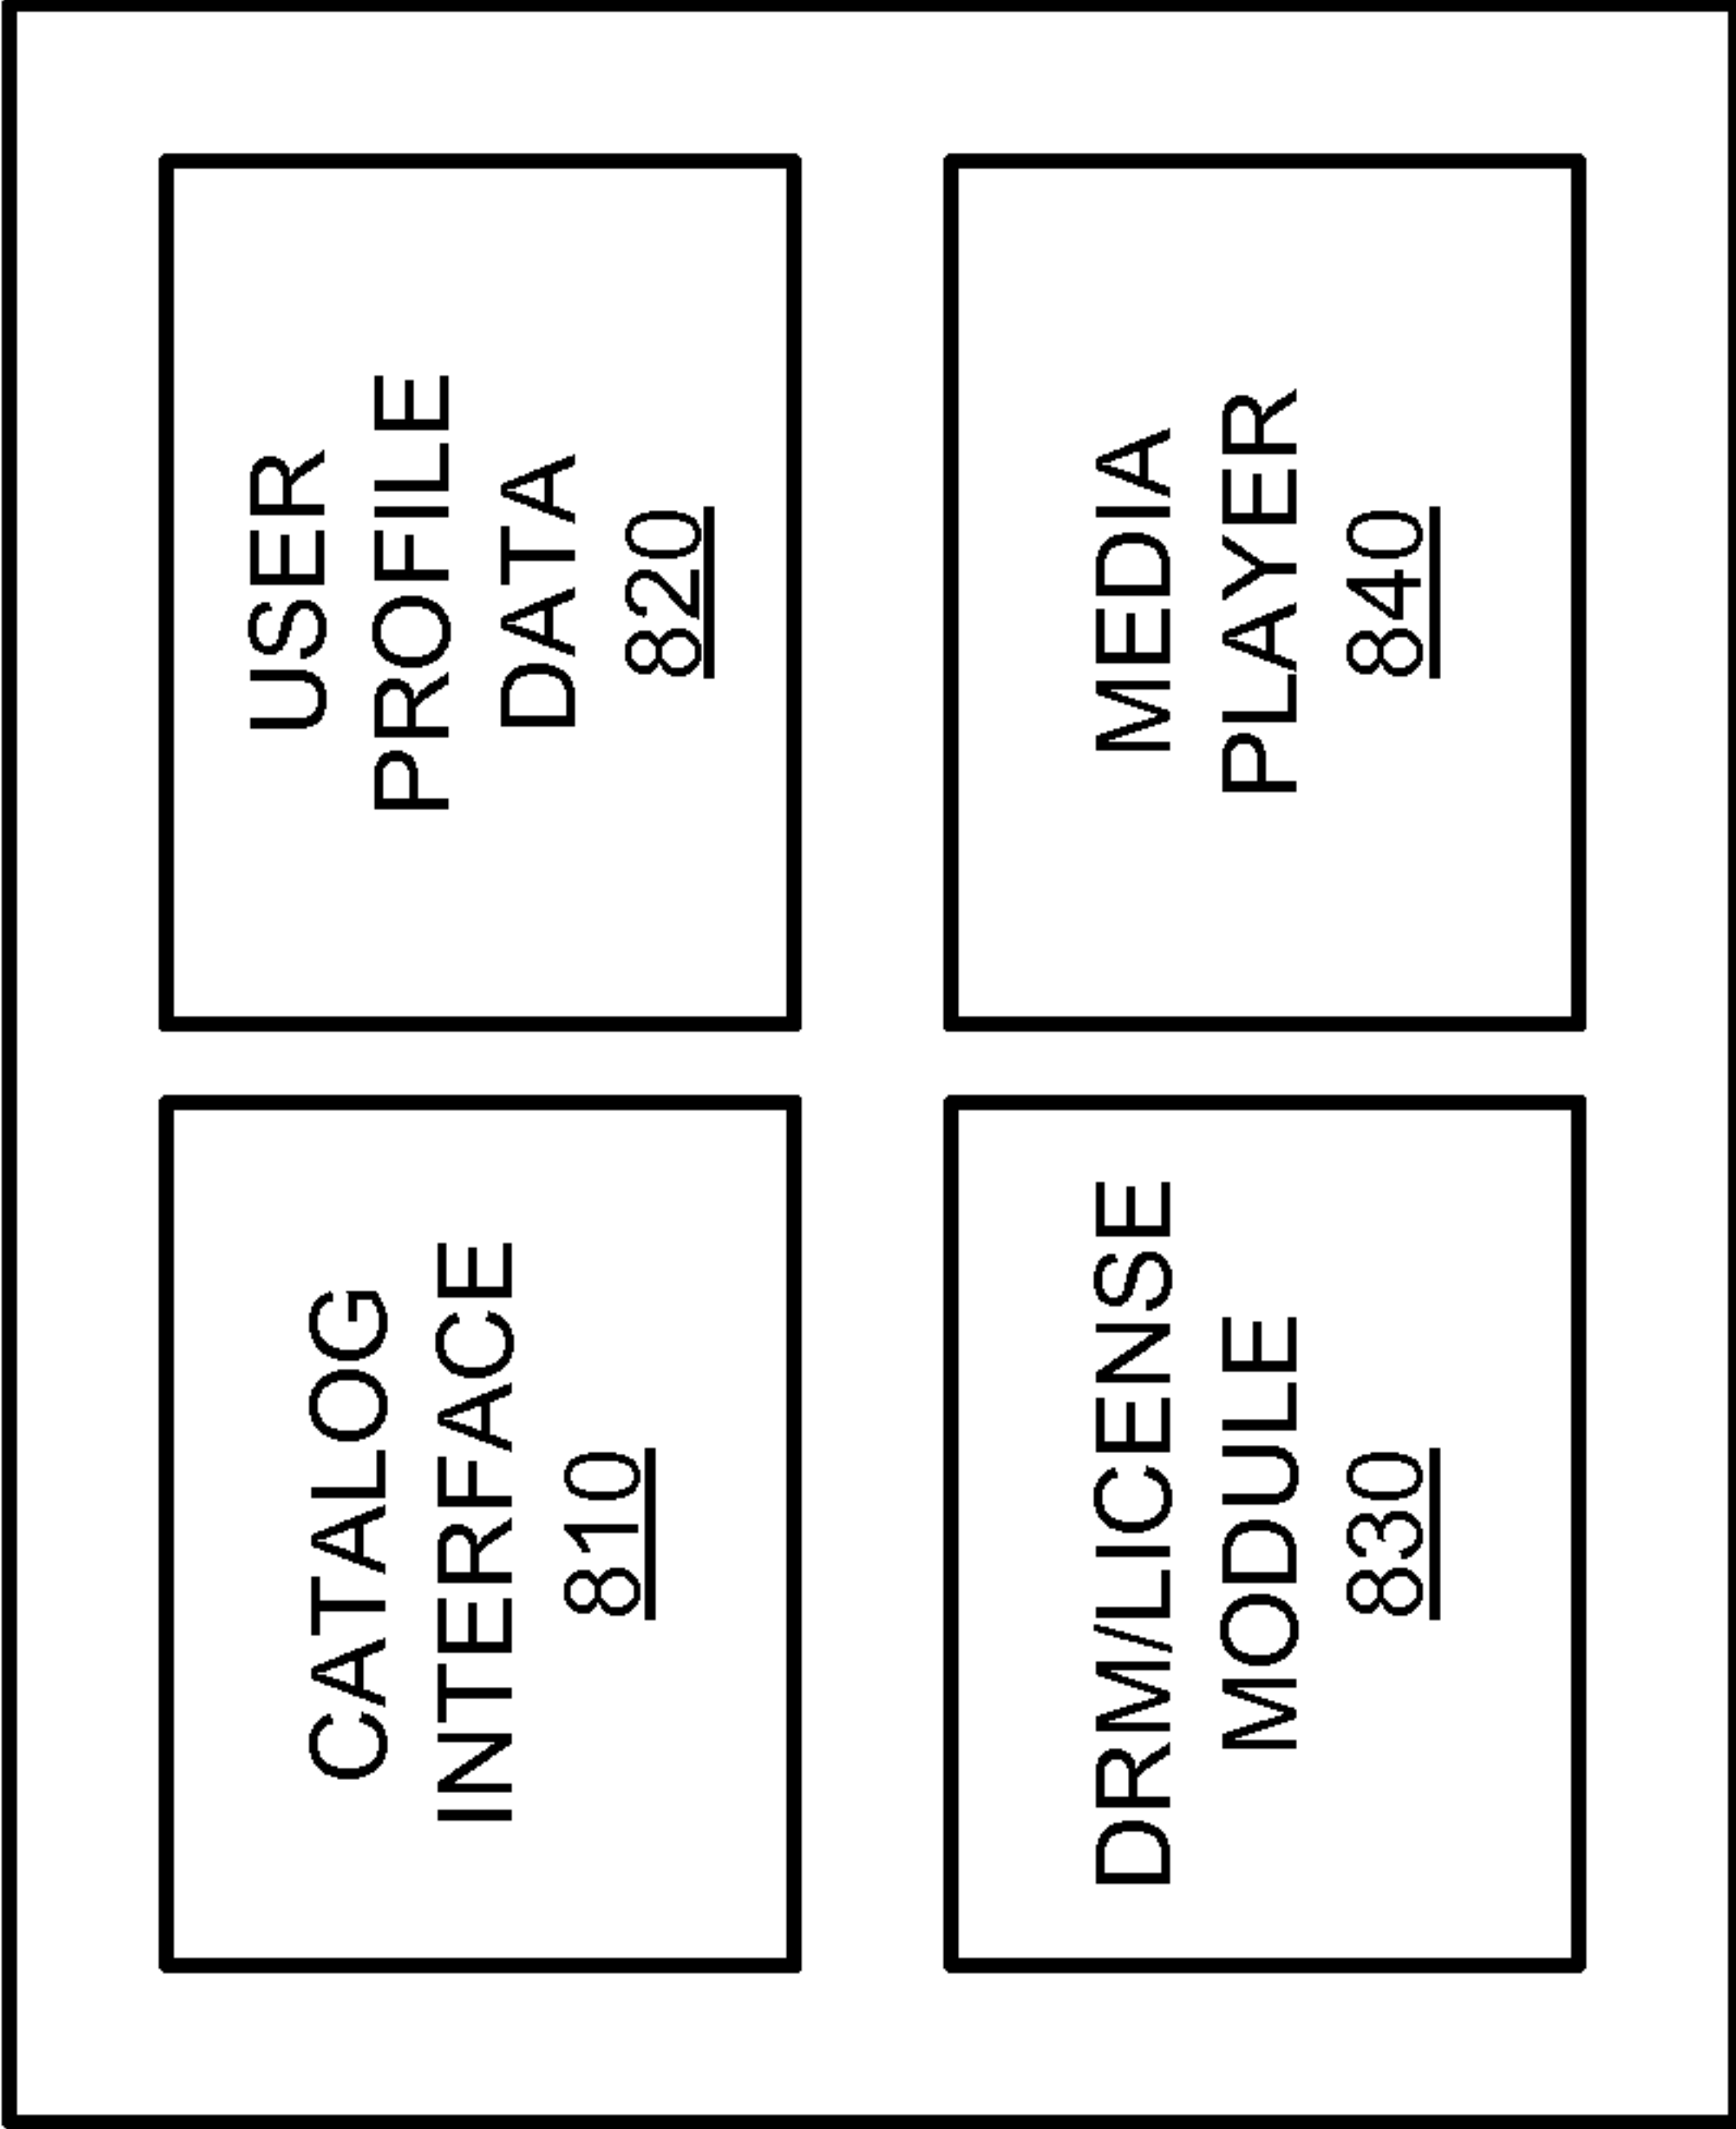 CATALOG
INTERFACE
810
USER
PROFILE
DATA
820
DRM/LICENSE
MODULE
830
MEDIA
PLAYER
840